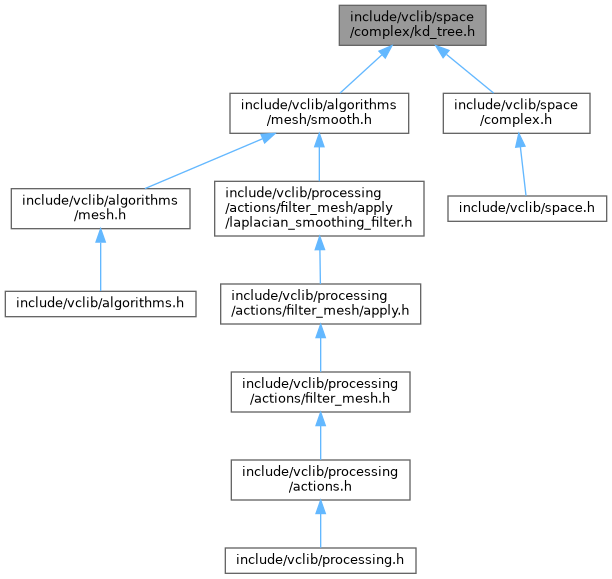 include/vclib/space
/complex/kd_tree.h
include/vclib/algorithms
/mesh/smooth.h
include/vclib/space
/complex.h
include/vclib/algorithms
/mesh.h
include/vclib/processing
/actions/filter_mesh/apply
/laplacian_smoothing_filter.h
include/vclib/space.h
include/vclib/algorithms.h
include/vclib/processing
/actions/filter_mesh/apply.h
include/vclib/processing
/actions/filter_mesh.h
include/vclib/processing
/actions.h
include/vclib/processing.h